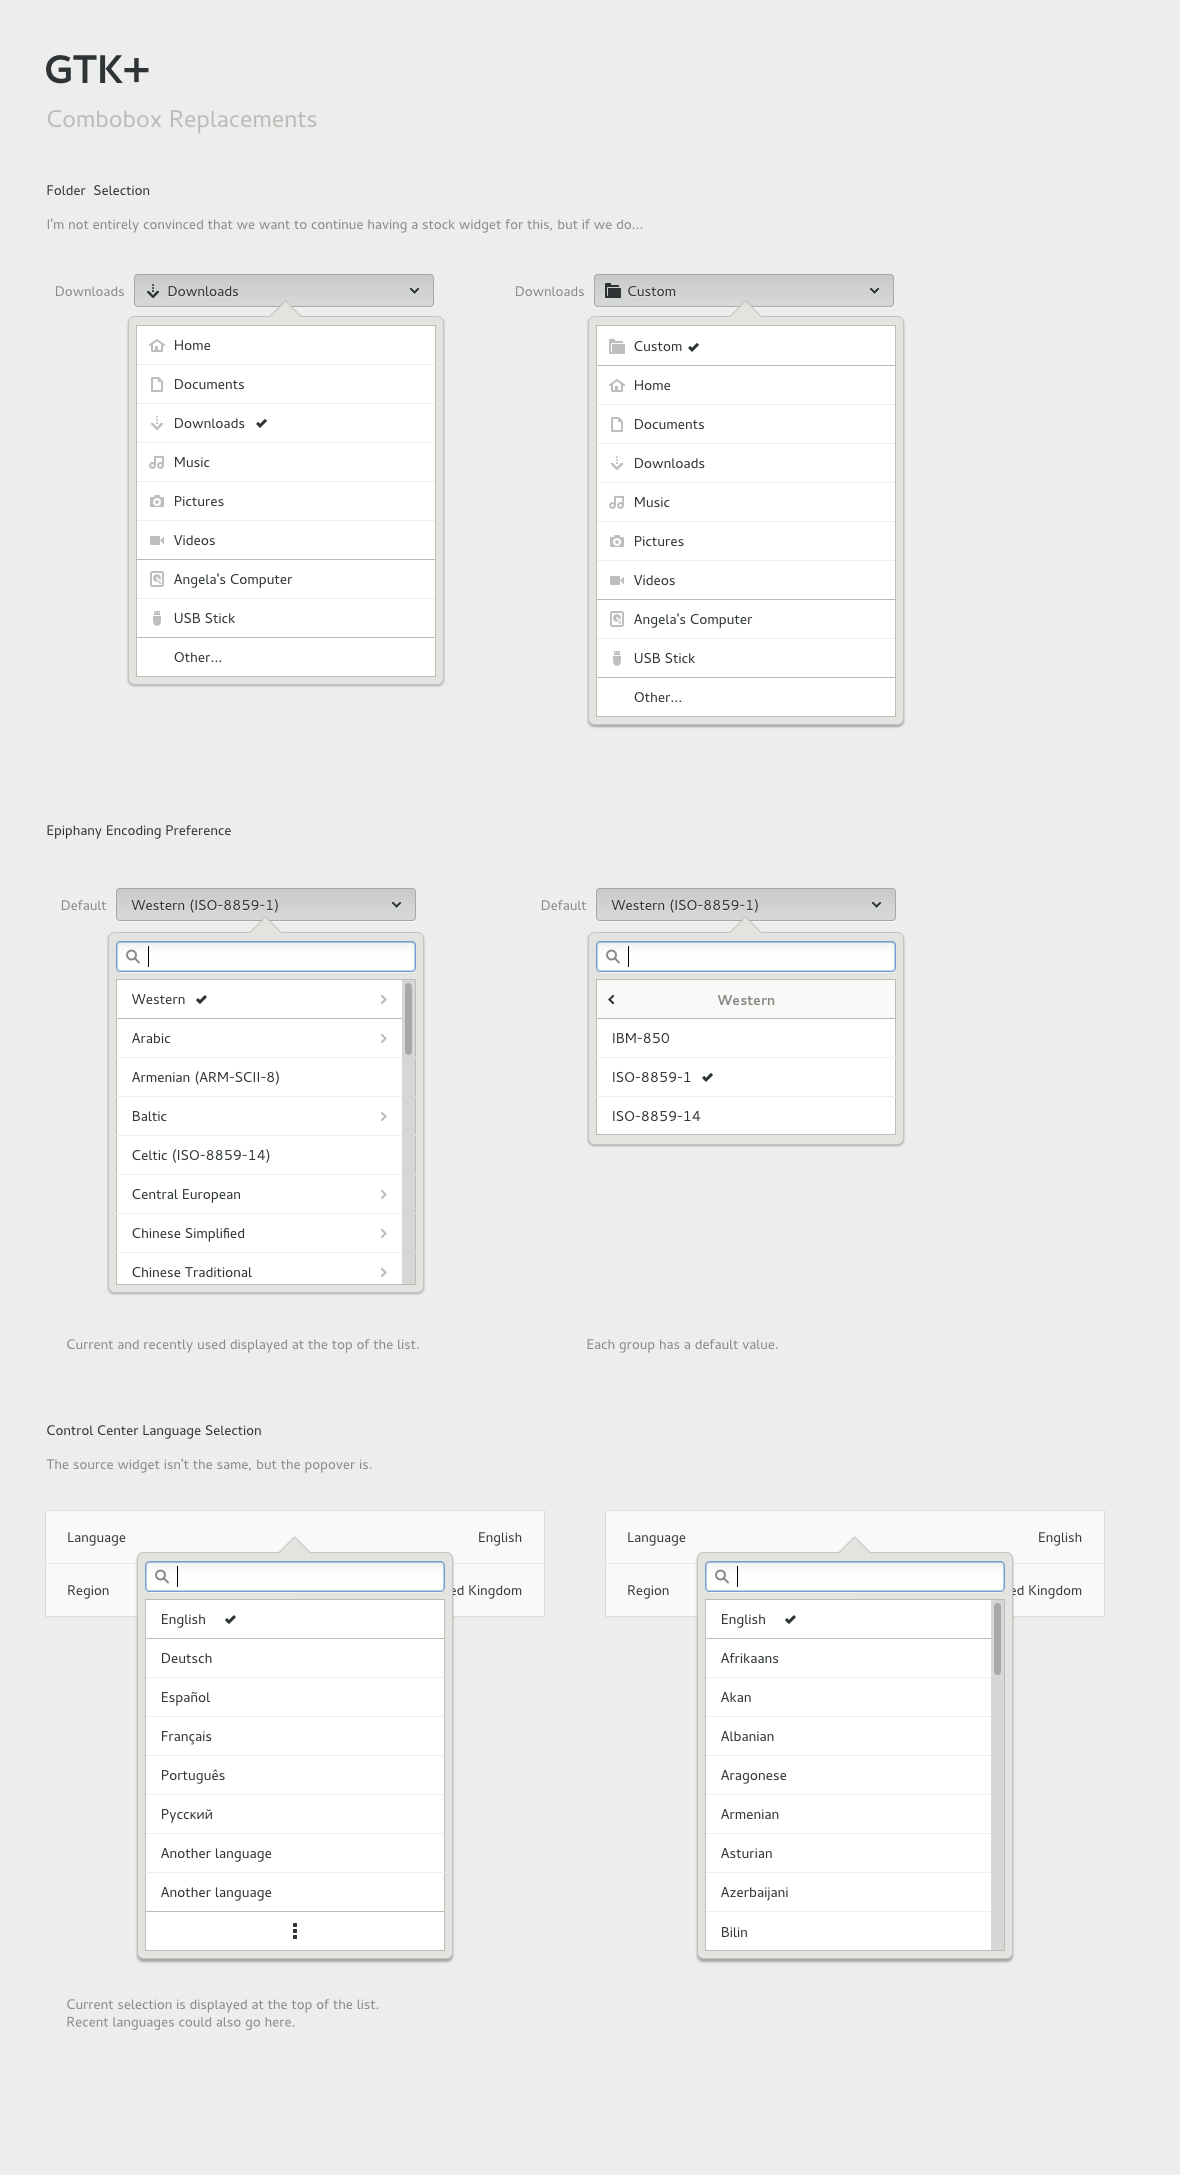 GTK+
Combobox Replacements
Folder  Selection
I'm not entirely convinced that we want to continue having a stock widget for this, but if we do...
Downloads
Downloads
Home
Documents
Downloads
Music
Pictures
Videos
Angela's Computer
USB Stick
Other...
Downloads
Custom
Custom
Home
Documents
Downloads
Music
Pictures
Videos
Angela's Computer
USB Stick
Other...
Epiphany Encoding Preference
Default
Western (ISO-8859-1)
Western
Arabic
Armenian (ARM-SCII-8)
Baltic
Celtic (ISO-8859-14)
Central European
Chinese Simplified
Chinese Traditional
Current and recently used displayed at the top of the list.
Default
Western (ISO-8859-1)
Western
IBM-850
ISO-8859-1
ISO-8859-14
Each group has a default value.
Control Center Language Selection
The source widget isn't the same, but the popover is.
Language English
Region ed Kingdom
English
Deutsch
Español
Français
Português
Русский
Another language
Another language
Current selection is displayed at the top of the list.
Recent languages could also go here.
Language English
Region ed Kingdom
English
Afrikaans
Akan
Albanian
Aragonese
Armenian
Asturian
Azerbaijani
Bilin